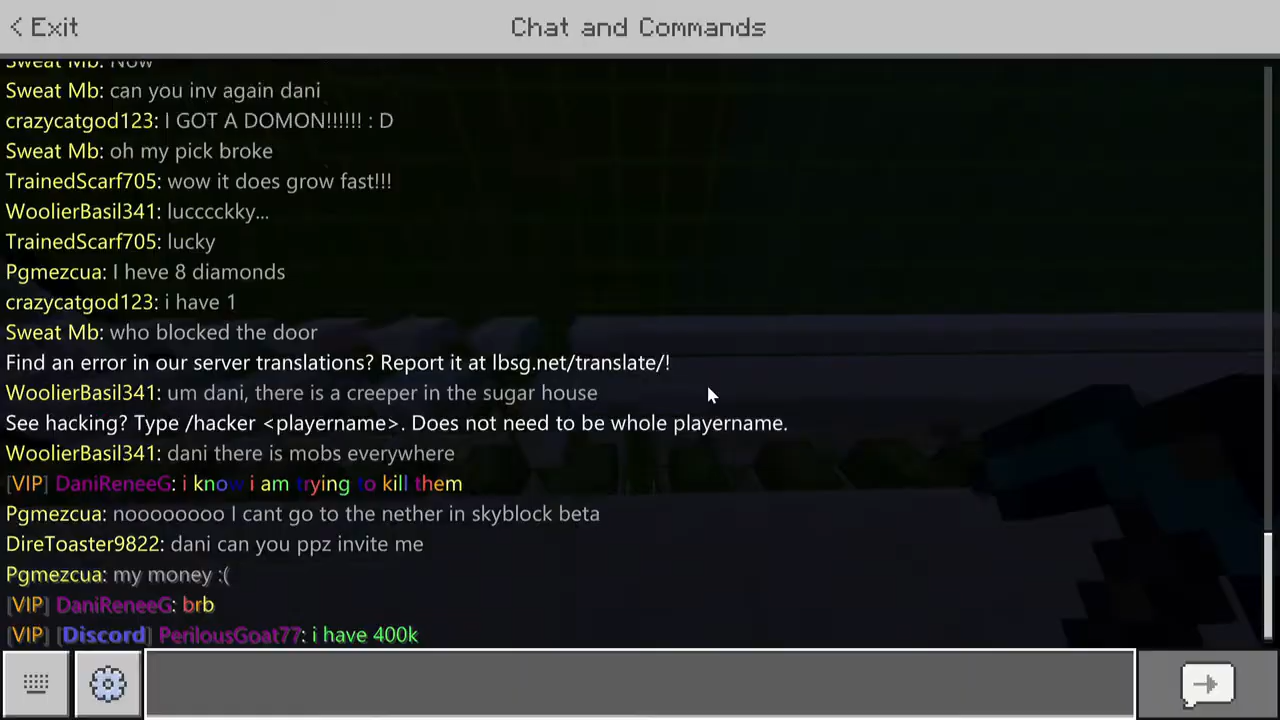 < Exit
Chat and Commands
Sweat Mb: Now
Sweat Mb: can you inv again dani
crazycatgod123: I GOT A DOMON!!!!!! : D
Sweat Mb: oh my pick broke
TrainedScarf705: wow it does grow fast!!!
WoolierBasil341: lucccckky...
TrainedScarf705: lucky
Pgmezcua: I heve 8 diamonds
crazycatgod123: i have 1
Sweat Mb: who blocked the door
Find an error in our server translations? Report it at lbsg.net/translate/!
WoolierBasil341: um dani, there is a creeper in the sugar house
See hacking? Type /hacker <playername>. Does not need to be whole playername.
WoolierBasil341: dani there is mobs everywhere
[VIP] DaniReneeG: i know i am trying to kill them
Pgmezcua: noooooooo I cant go to the nether in skyblock beta
DireToaster9822: dani can you ppz invite me
Pgmezcua: my money :(
[VIP] DaniReneeG: brb
[VIP] [Discord] PerilousGoat77: i have 400k